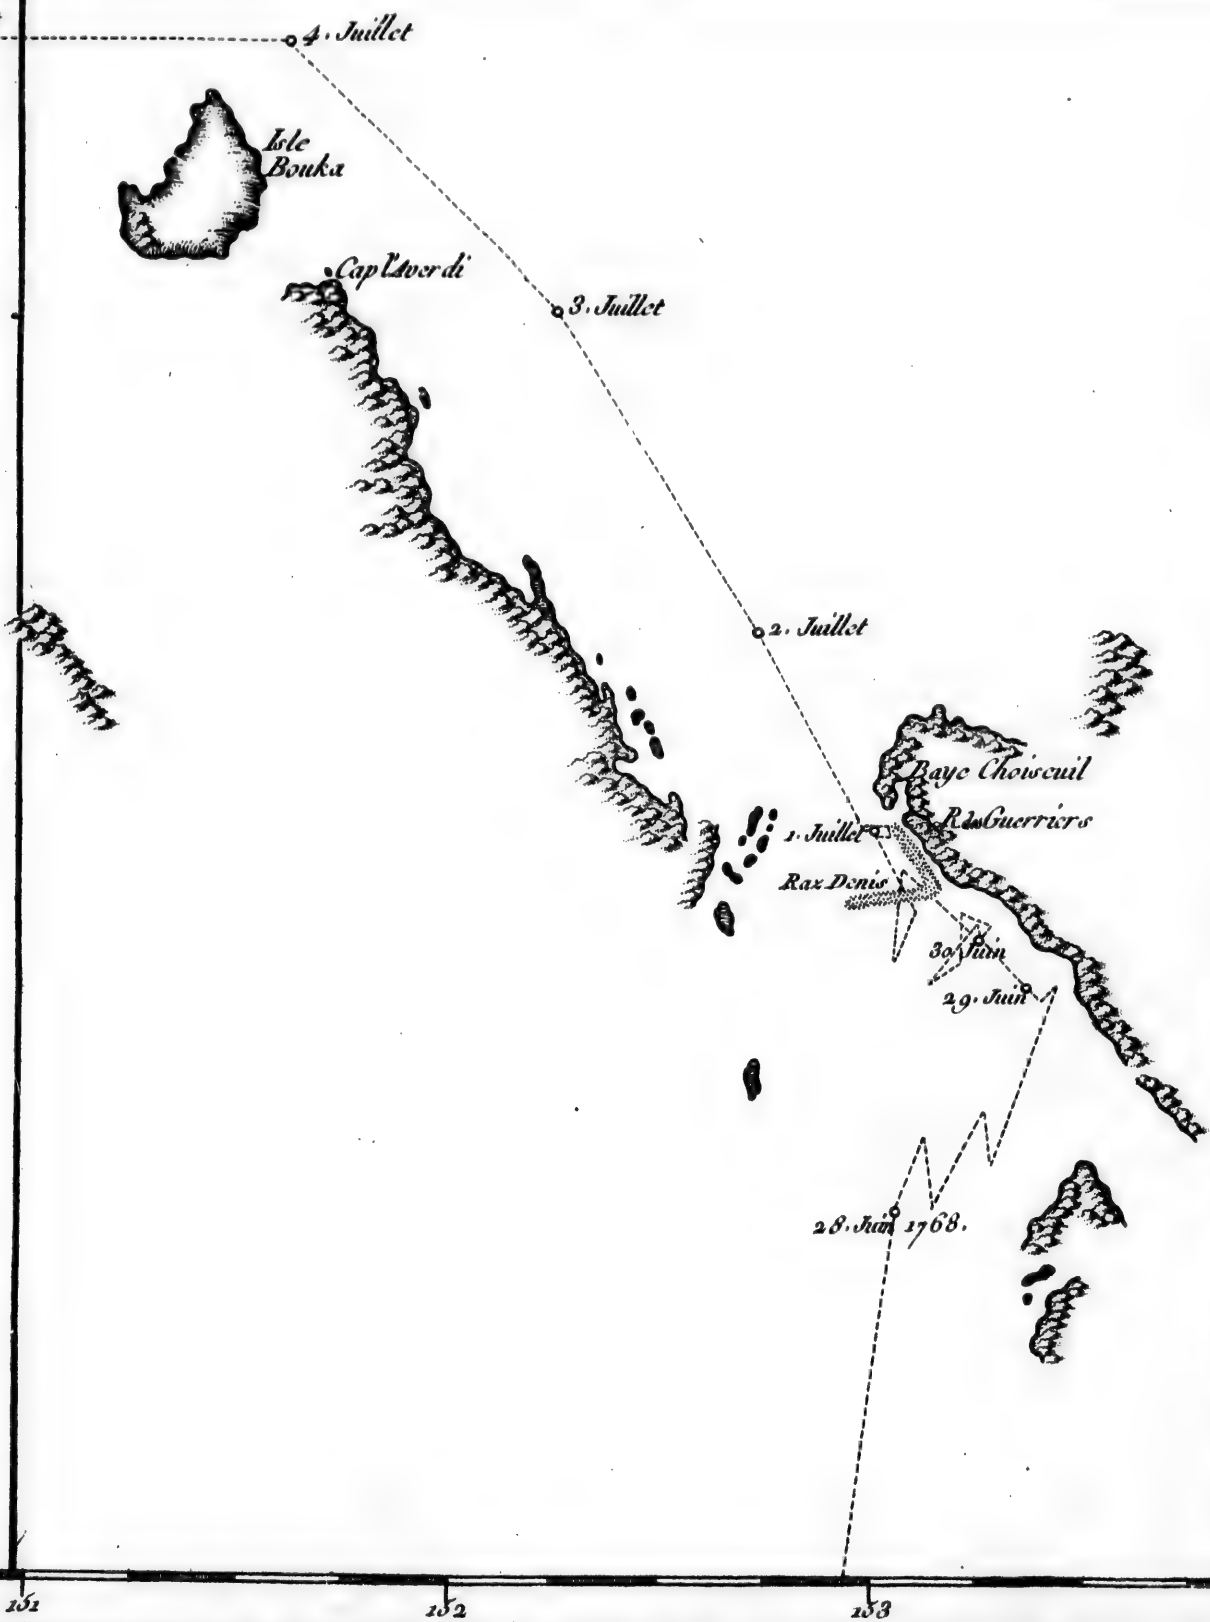 4. Juillet
Isle
Bouka
Cap l'Averdi
3. Juillet
2. Juillet
Baye Choiseuil
R. des Guerriers
1. Juillet
Raz Denis
30 Juin
29. Juin
28. Juin 1768.
151
152
153